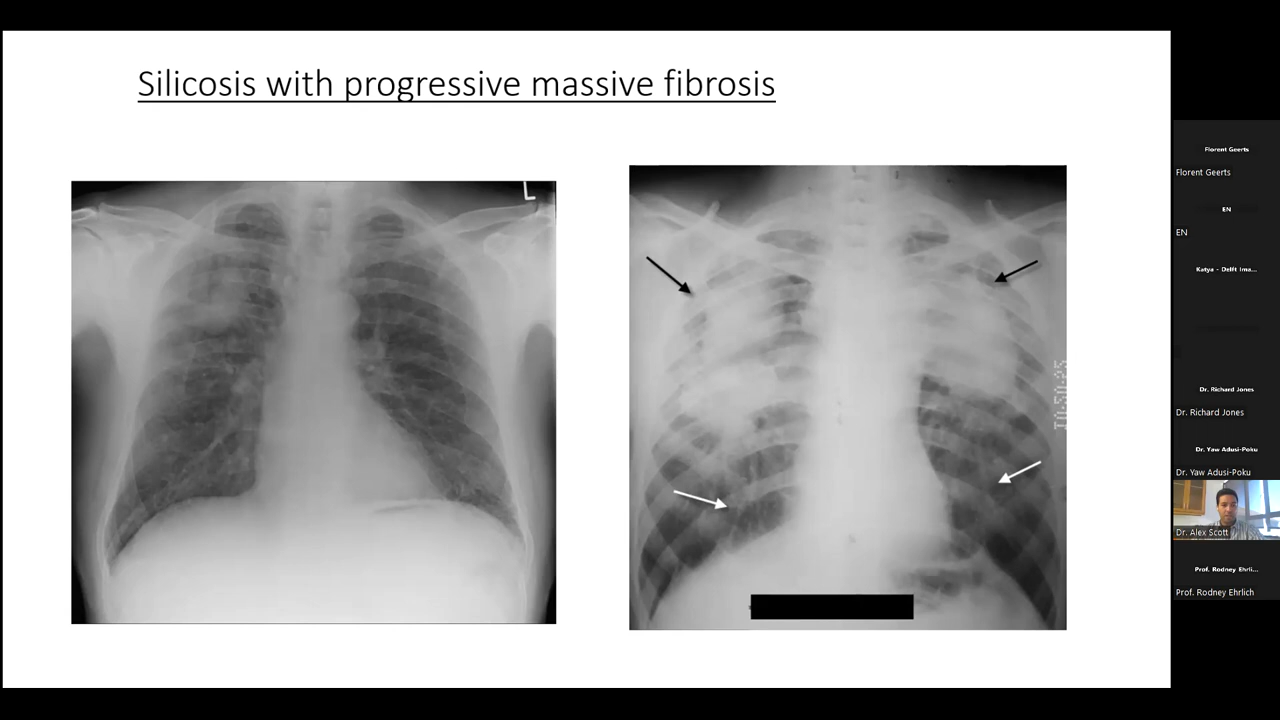 Silicosis with progressive massive fibrosis
L
Florent Geerts
Florent Geerts
EN
EN
Katya - Delft Ima...
Dr. Richard Jones
Dr. Richard Jones
Dr. Yaw Adusi-Poku
Dr. Yaw Adusi-Poku
Dr. Alex Scott
Prof. Rodney Ehrli...
Prof. Rodney Ehrlich